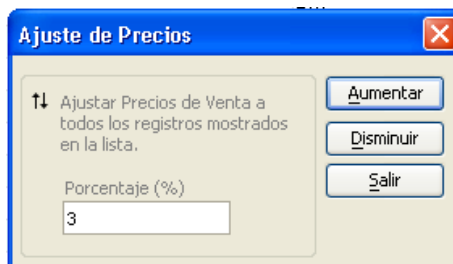 Ajuste de Precios
Ajustar Precios de Venta a
todos los registros mostrados
en la lista.
Porcentaje (%)
3
Aumentar
Disminuir
Salir